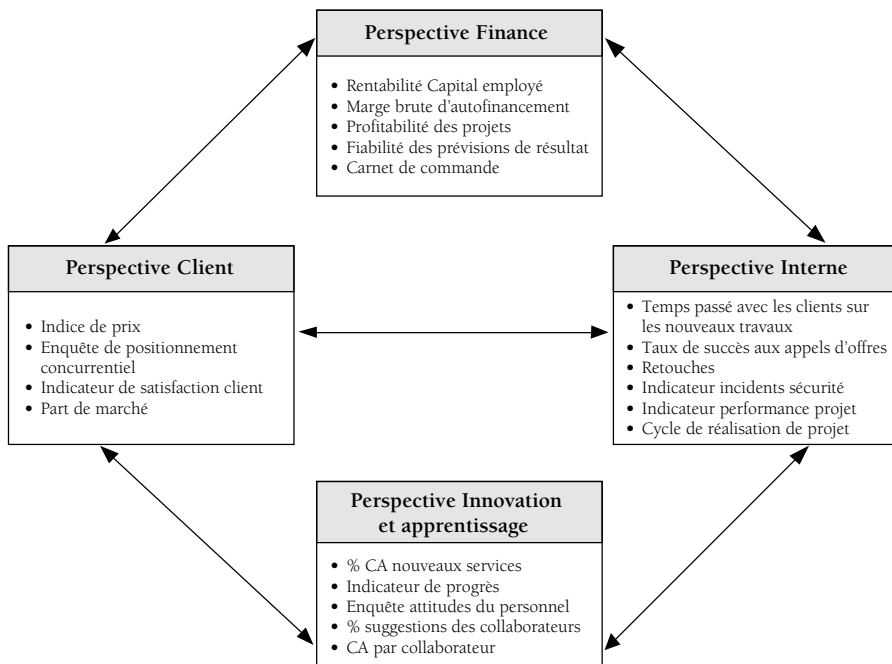 Perspective Finance
• Rentabilité Capital employé
• Marge brute d'autofinancement
• Profitabilité des projets
• Fiabilité des prévisions de résultat
• Carnet de commande
Perspective Client
• Indice de prix
• Enquête de positionnement
concurrentiel
• Indicateur de satisfaction client
• Part de marché
Perspective Interne
• Temps passé avec les clients sur
les nouveaux travaux
• Taux de succès aux appels d'offres
• Retouches
• Indicateur incidents sécurité
• Indicateur performance projet
• Cycle de réalisation de projet
Perspective Innovation
et apprentissage
• % CA nouveaux services
• Indicateur de progrès
• Enquête attitudes du personnel
• % suggestions des collaborateurs
• CA par collaborateur